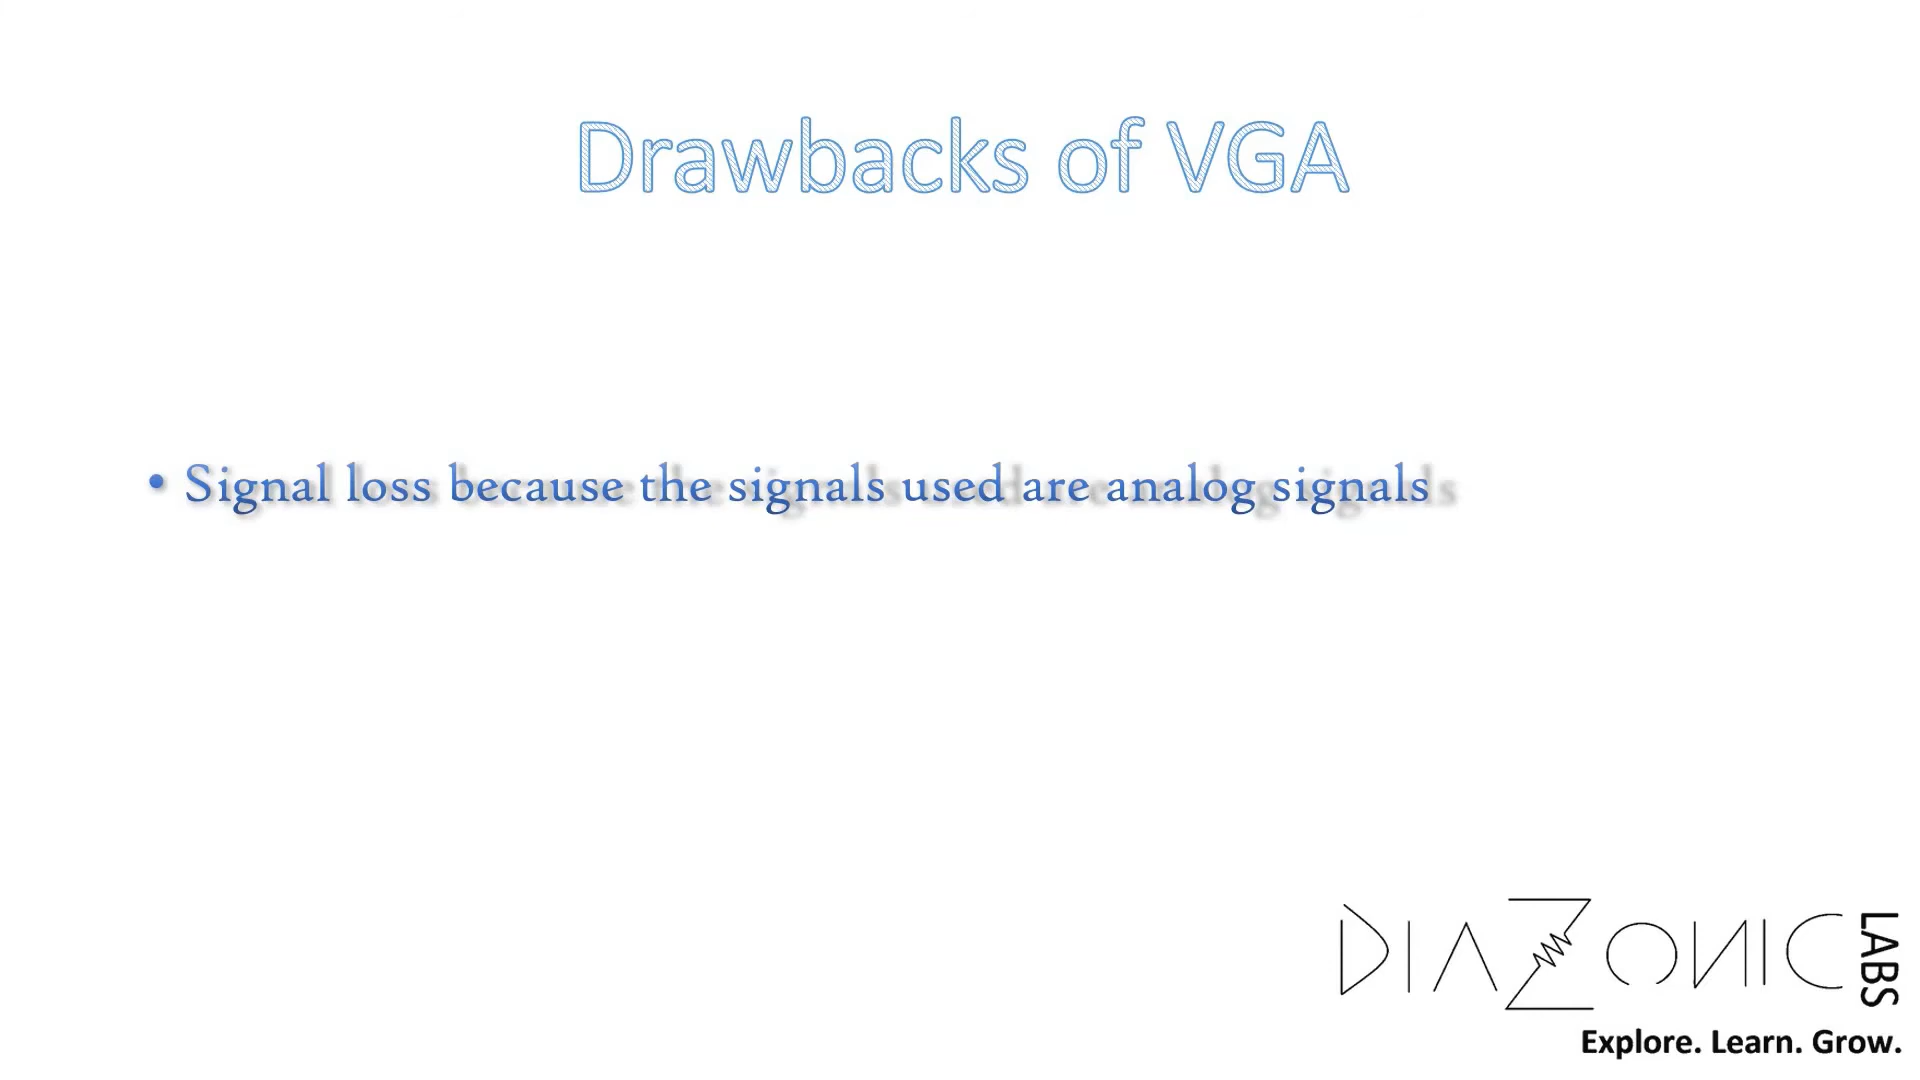 Drawbacks of VGA
• Signal loss because the signals used are analog signals
DIAZONIC LABS
Explore. Learn. Grow.